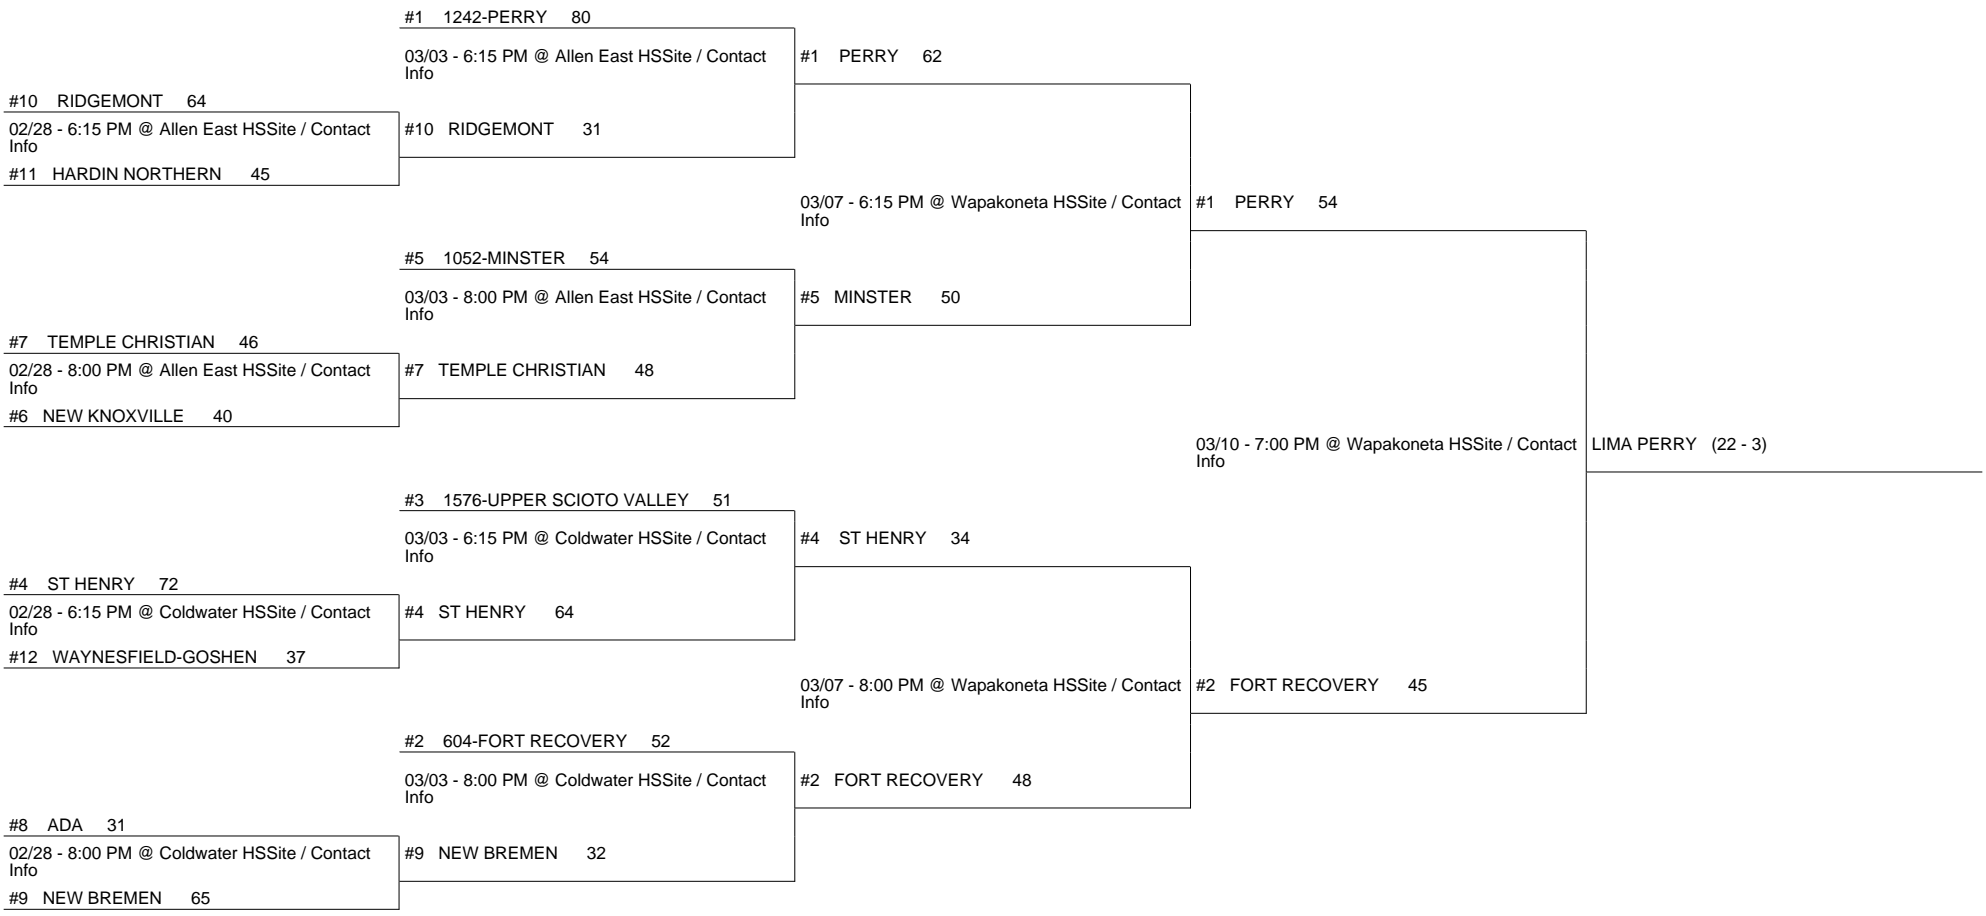 #1 1242-PERRY 80
03/03 - 6:15 PM @ Allen East HSSite / Contact
Info
#1 PERRY 62
#10 RIDGEMONT 64
02/28 - 6:15 PM @ Allen East HSSite / Contact
Info
#10 RIDGEMONT 31
#11 HARDIN NORTHERN 45
03/07 - 6:15 PM @ Wapakoneta HSSite / Contact
Info
#1 PERRY 54
#5 1052-MINSTER 54
03/03 - 8:00 PM @ Allen East HSSite / Contact
Info
#5 MINSTER 50
#7 TEMPLE CHRISTIAN 46
02/28 - 8:00 PM @ Allen East HSSite / Contact
Info
#7 TEMPLE CHRISTIAN 48
#6 NEW KNOXVILLE 40
03/10 - 7:00 PM @ Wapakoneta HSSite / Contact
Info
LIMA PERRY (22 - 3)
#3 1576-UPPER SCIOTO VALLEY 51
03/03 - 6:15 PM @ Coldwater HSSite / Contact
Info
#4 ST HENRY 34
#4 ST HENRY 72
02/28 - 6:15 PM @ Coldwater HSSite / Contact
Info
#4 ST HENRY 64
#12 WAYNESFIELD-GOSHEN 37
03/07 - 8:00 PM @ Wapakoneta HSSite / Contact
Info
#2 FORT RECOVERY 45
#2 604-FORT RECOVERY 52
03/03 - 8:00 PM @ Coldwater HSSite / Contact
Info
#2 FORT RECOVERY 48
#8 ADA 31
02/28 - 8:00 PM @ Coldwater HSSite / Contact
Info
#9 NEW BREMEN 32
#9 NEW BREMEN 65